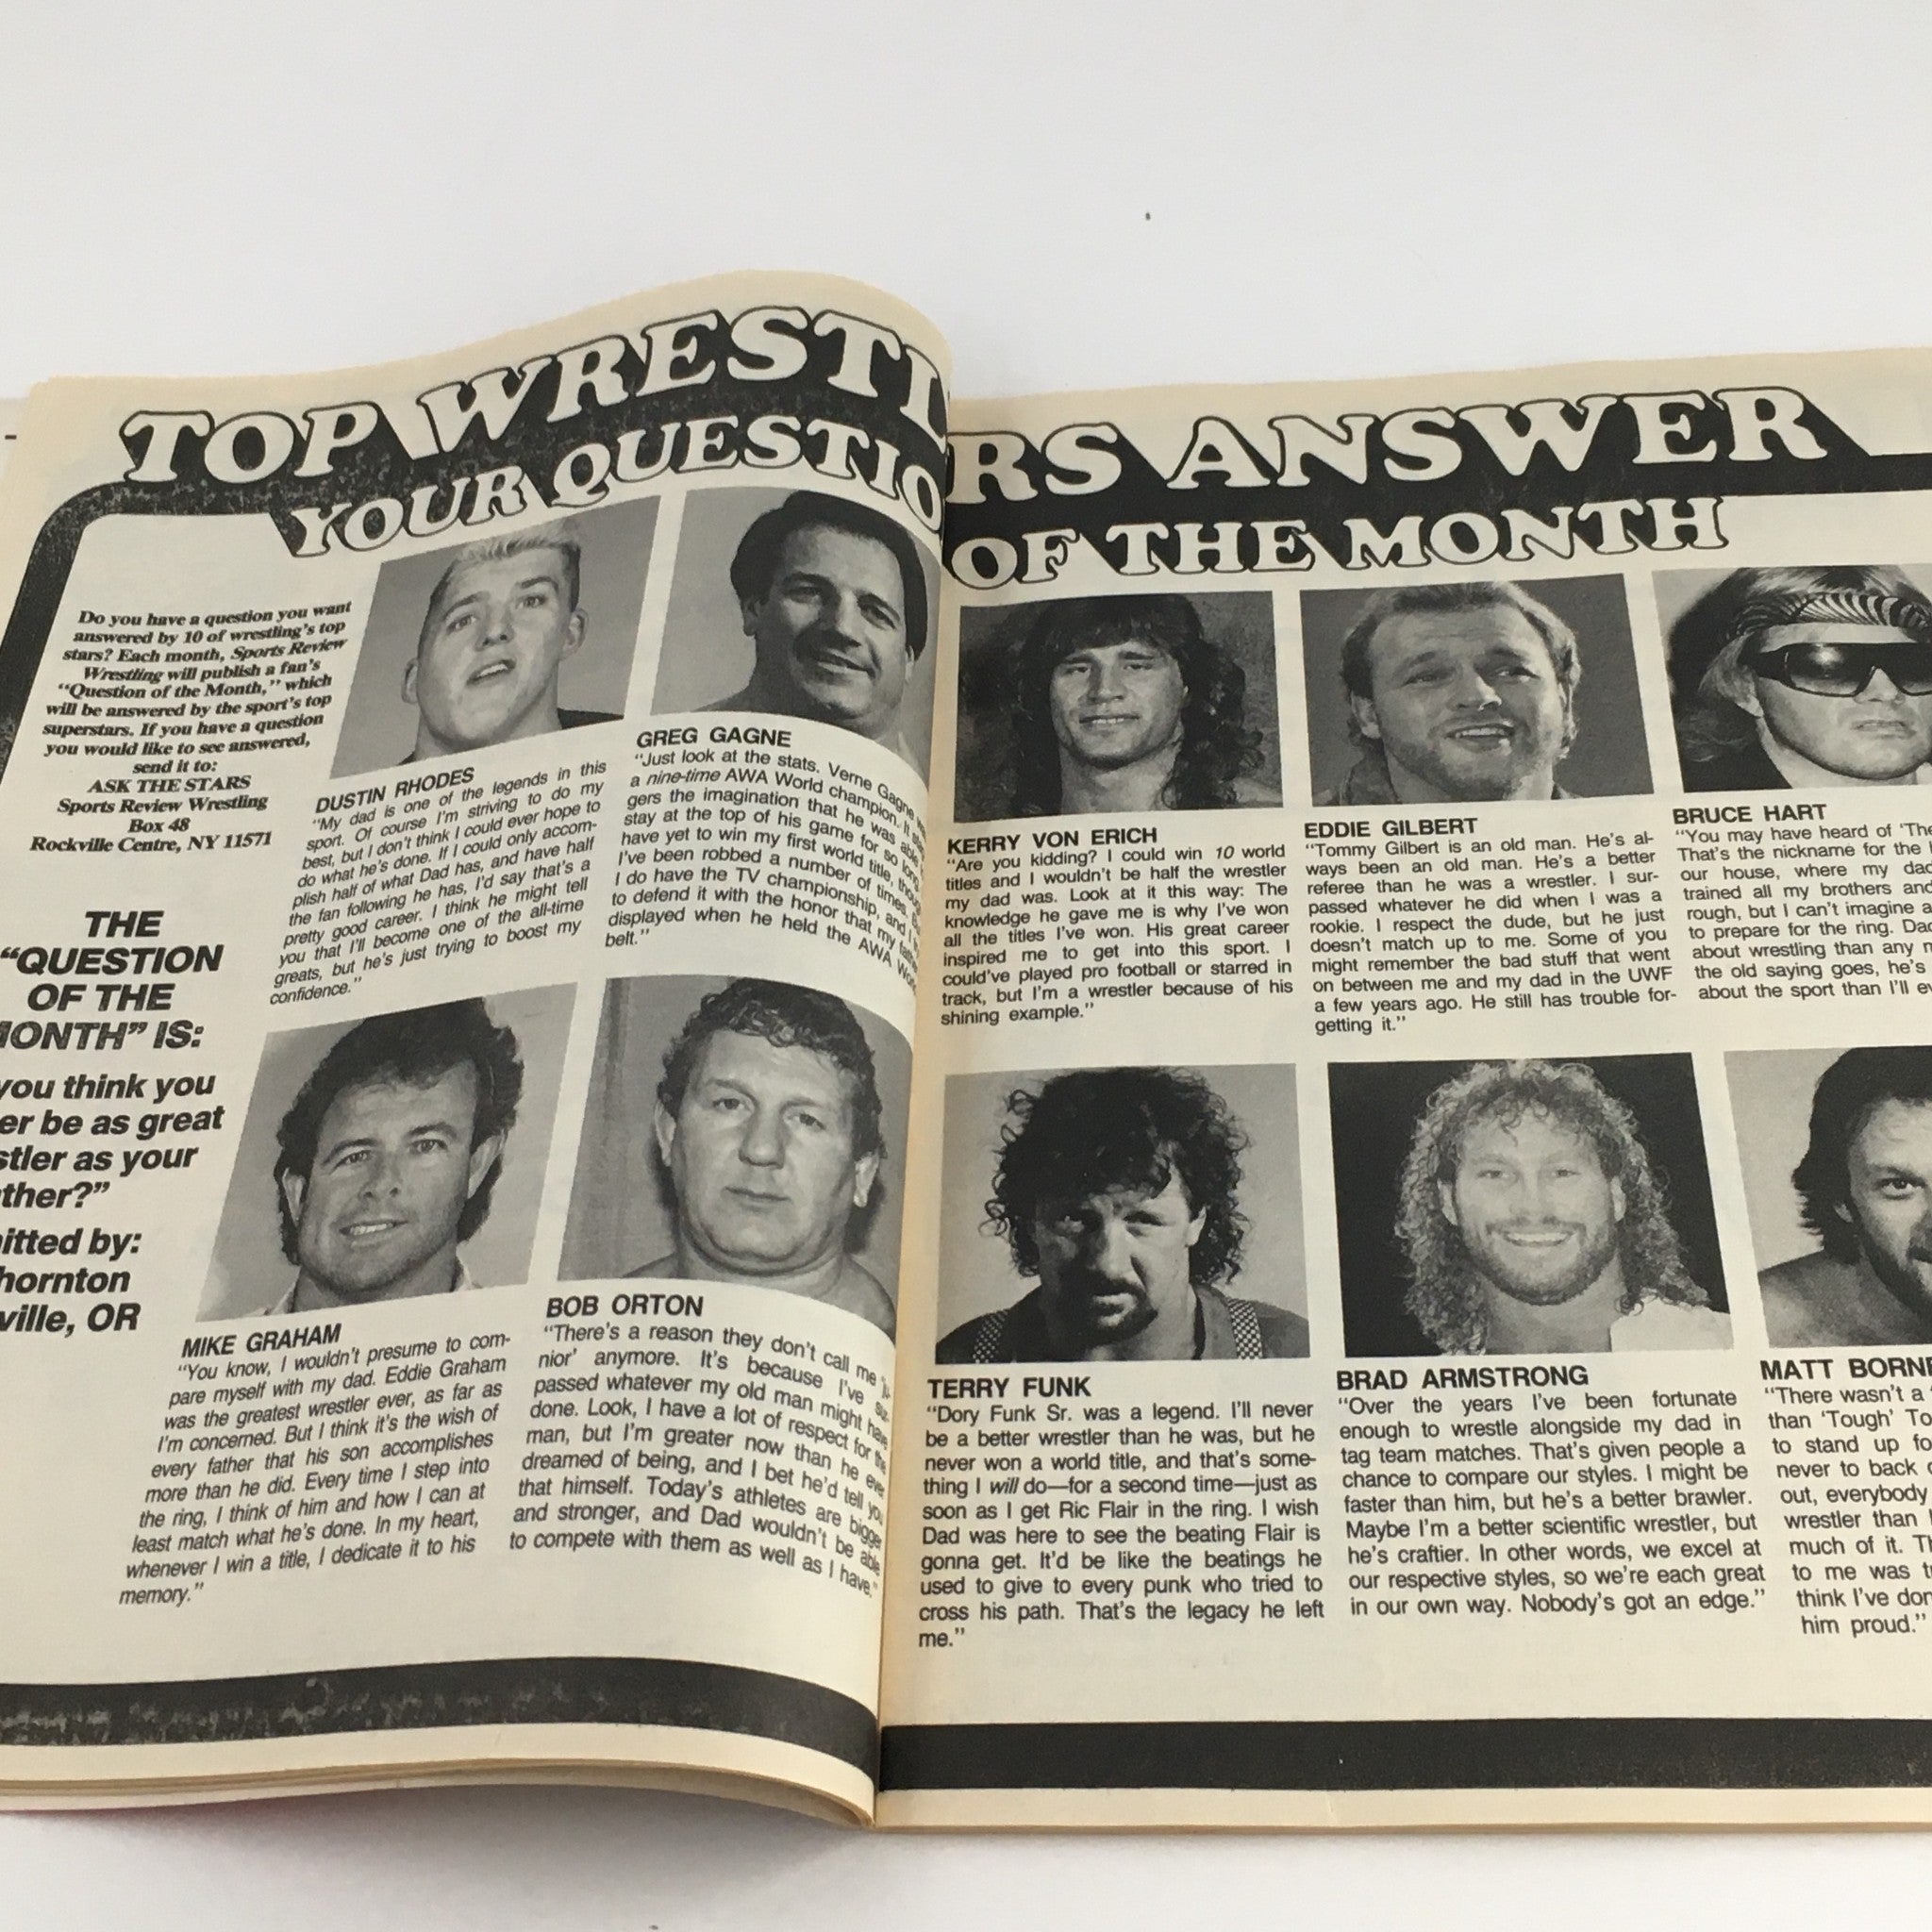 TOP WRESTL RS ANSWER
YOUR QUESTIO OF THE MONTH
Do you have a question you want
answered by 10 of wrestling's top
stars? Each month, Sports Review
Wrestling will publish a fan's
“Question of the Month,” which
will be answered by the sport's top
superstars. If you have a question
you would like to see answered,
send it to:
ASK THE STARS
Sports Review Wrestling
Box 48
Rockville Centre, NY 11571
THE
“QUESTION
OF THE
MONTH” IS:
you think you
er be as great
stler as your
ther?”
itted by:
hornton
ville, OR
DUSTIN RHODES
“My dad is one of the legends in this
sport. Of course I'm striving to do my
best, but I don't think I could ever hope to
do what he's done. If I could only accom-
plish half of what Dad has, and have half
the fan following he has, I'd say that's a
pretty good career. I think he might tell
you that I'll become one of the all-time
greats, but he's just trying to boost my
confidence.”
GREG GAGNE
“Just look at the stats. Verne Gagne was
a nine-time AWA World champion. It stag-
gers the imagination that he was able to
stay at the top of his game for so long. I
have yet to win my first world title, though
I've been robbed a number of times. But
I do have the TV championship, and I
to defend it with the honor that my father
displayed when he held the AWA World
belt.”
MIKE GRAHAM
“You know, I wouldn't presume to com-
pare myself with my dad. Eddie Graham
was the greatest wrestler ever, as far as
I'm concerned. But I think it's the wish of
every father that his son accomplishes
more than he did. Every time I step into
the ring, I think of him and how I can at
least match what he's done. In my heart,
whenever I win a title, I dedicate it to his
memory.”
BOB ORTON
“There's a reason they don't call me ‘Ju-
nior’ anymore. It's because I've sur-
passed whatever my old man might have
done. Look, I have a lot of respect for the
man, but I'm greater now than he ever
dreamed of being, and I bet he'd tell you
that himself. Today's athletes are bigger
and stronger, and Dad wouldn't be able
to compete with them as well as I have.”
KERRY VON ERICH
“Are you kidding? I could win 10 world
titles and I wouldn't be half the wrestler
my dad was. Look at it this way: The
knowledge he gave me is why I've won
all the titles I've won. His great career
inspired me to get into this sport. I
could've played pro football or starred in
track, but I'm a wrestler because of his
shining example.”
EDDIE GILBERT
“Tommy Gilbert is an old man. He's al-
ways been an old man. He's a better
referee than he was a wrestler. I sur-
passed whatever he did when I was a
rookie. I respect the dude, but he just
doesn't match up to me. Some of you
might remember the bad stuff that went
on between me and my dad in the UWF
a few years ago. He still has trouble for-
getting it.”
BRUCE HART
“You may have heard of ‘The
That's the nickname for the
our house, where my dad
trained all my brothers and
rough, but I can't imagine a
to prepare for the ring. Dad
about wrestling than any
the old saying goes, he's
about the sport than I'll ev
TERRY FUNK
“Dory Funk Sr. was a legend. I'll never
be a better wrestler than he was, but he
never won a world title, and that's some-
thing I will do—for a second time—just as
soon as I get Ric Flair in the ring. I wish
Dad was here to see the beating Flair is
gonna get. It'd be like the beatings he
used to give to every punk who tried to
cross his path. That's the legacy he left
me.”
BRAD ARMSTRONG
“Over the years I've been fortunate
enough to wrestle alongside my dad in
tag team matches. That's given people a
chance to compare our styles. I might be
faster than him, but he's a better brawler.
Maybe I'm a better scientific wrestler, but
he's craftier. In other words, we excel at
our respective styles, so we're each great
in our own way. Nobody's got an edge.”
MATT BORNE
“There wasn't a
than ‘Tough’ To
to stand up fo
never to back
out, everybody
wrestler than
much of it. Th
to me was
think I've don
him proud.”